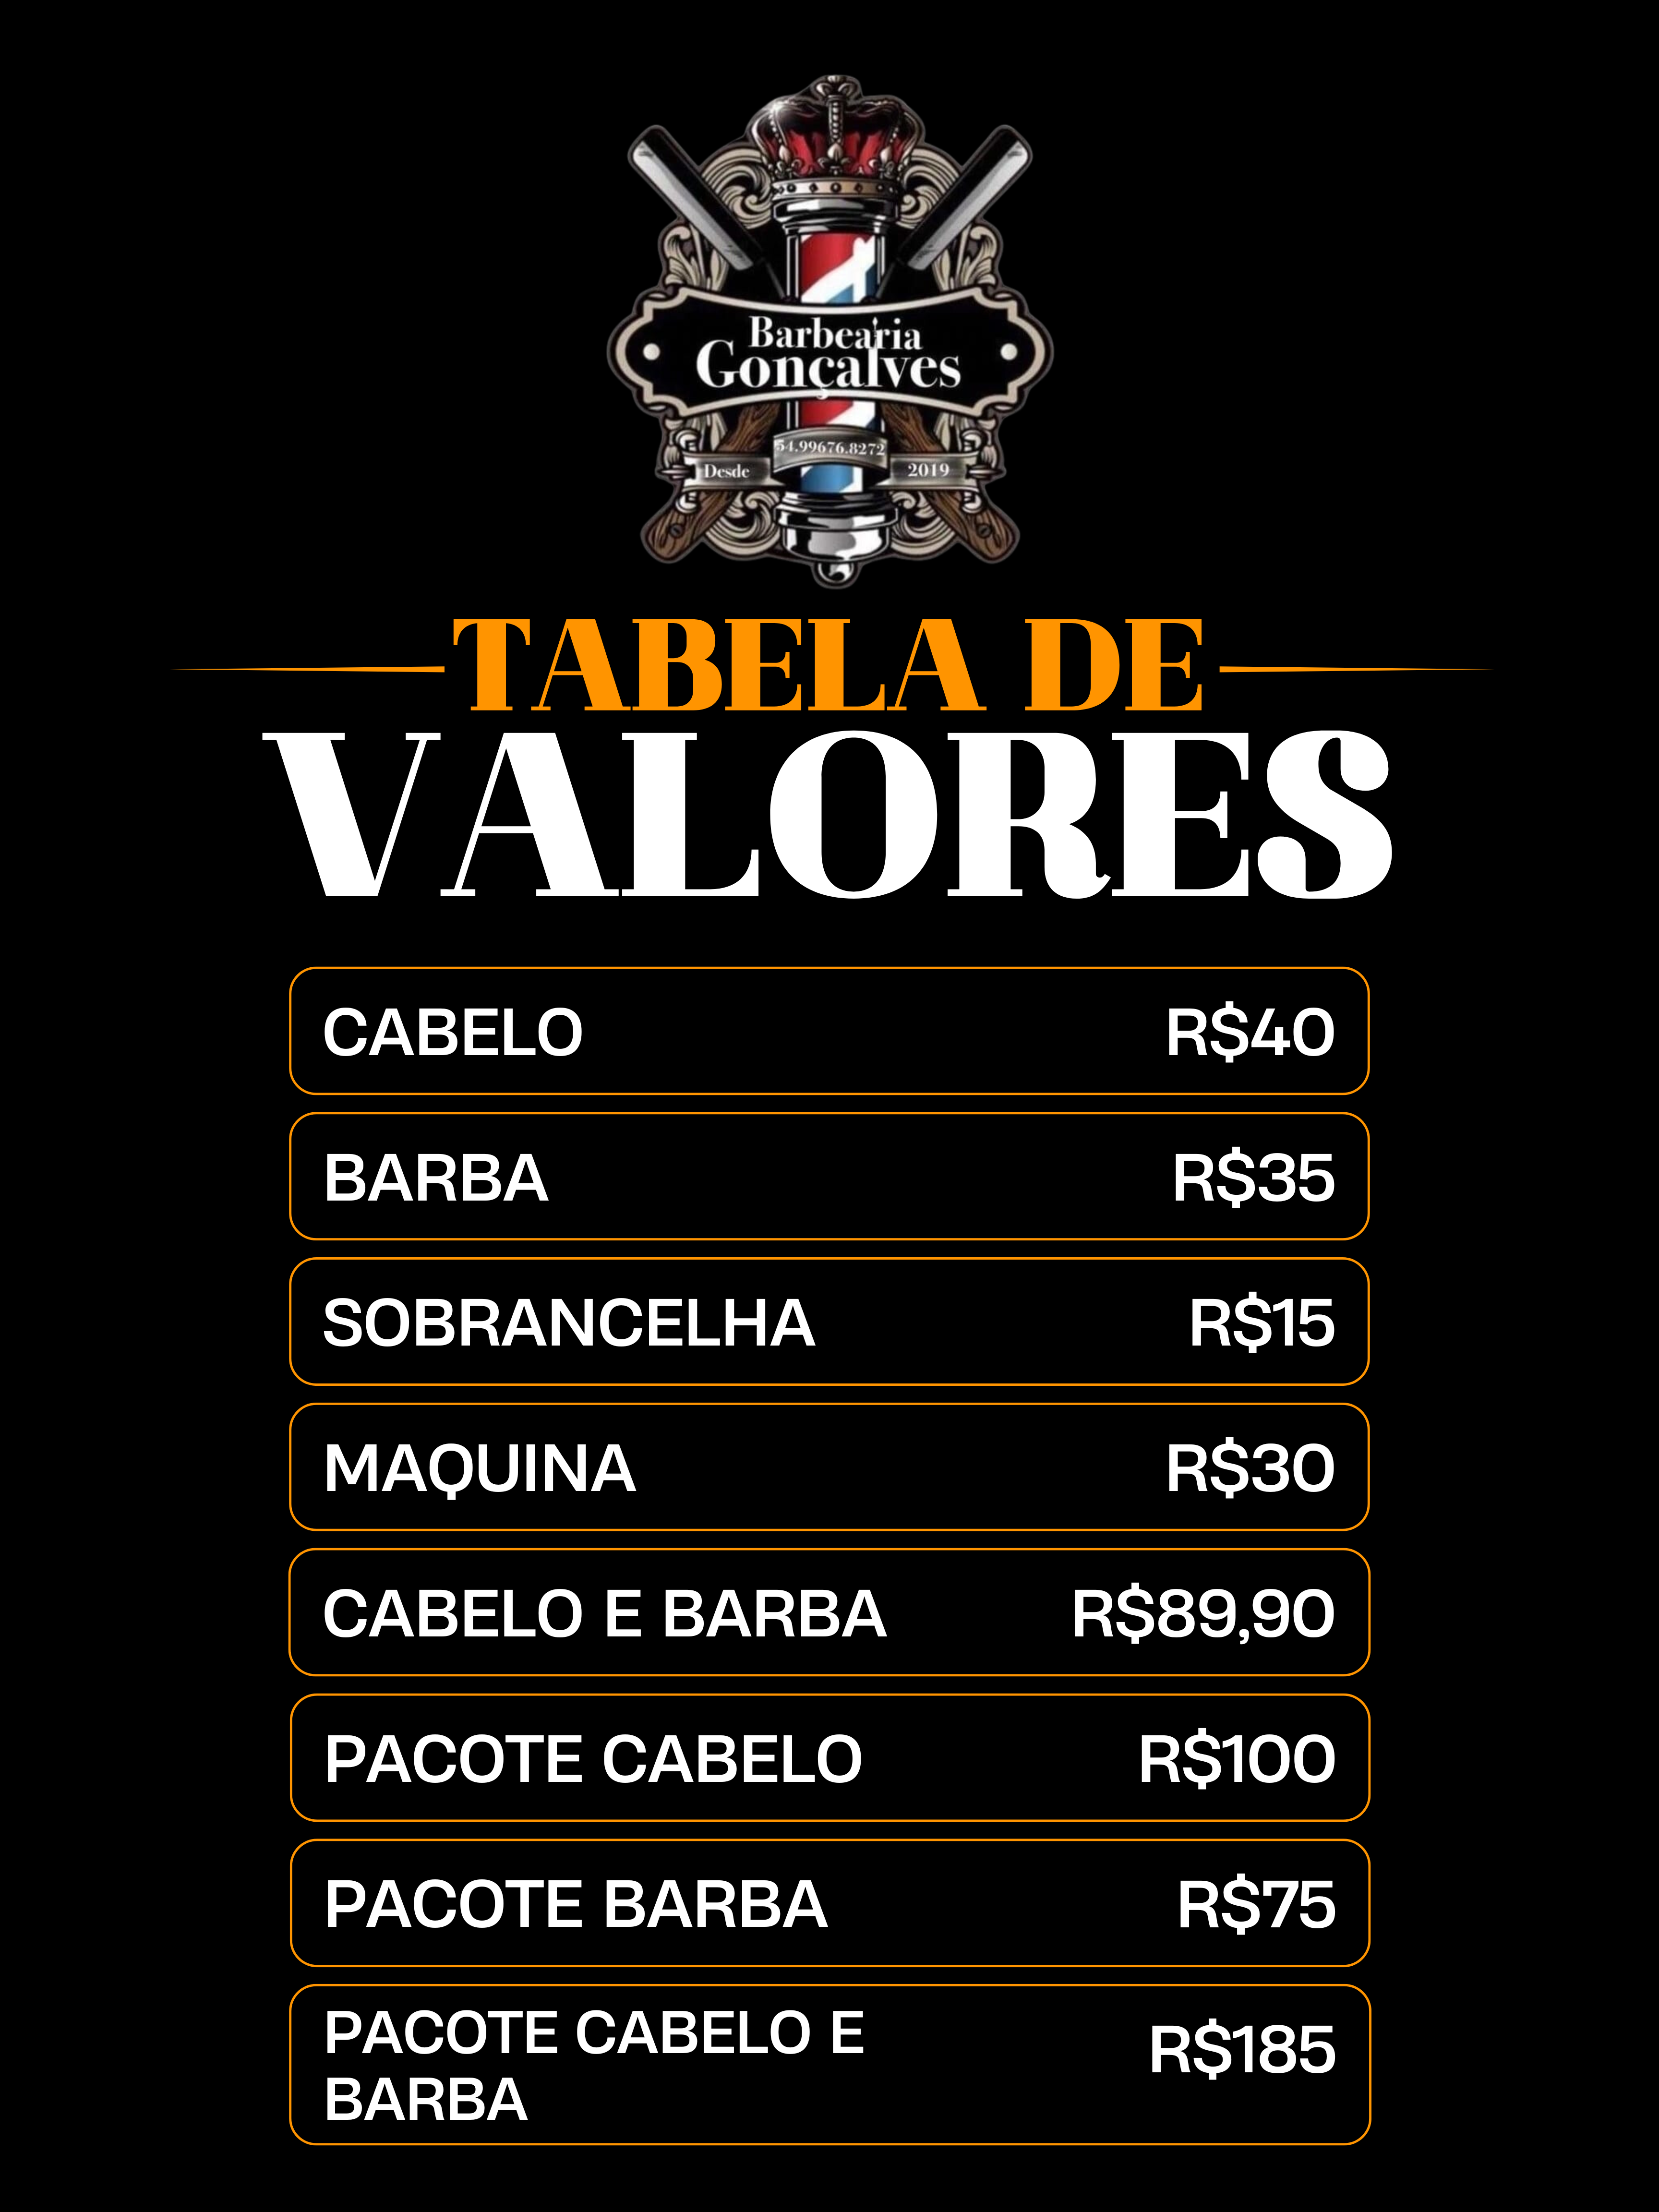 Barbearia
Gonçalves
54.99676.8272
Desde
2019
TABELA DE
VALORES
CABELO R$40
BARBA R$35
SOBRANCELHA R$15
MAQUINA R$30
CABELO E BARBA R$89,90
PACOTE CABELO R$100
PACOTE BARBA R$75
PACOTE CABELO E R$185
BARBA